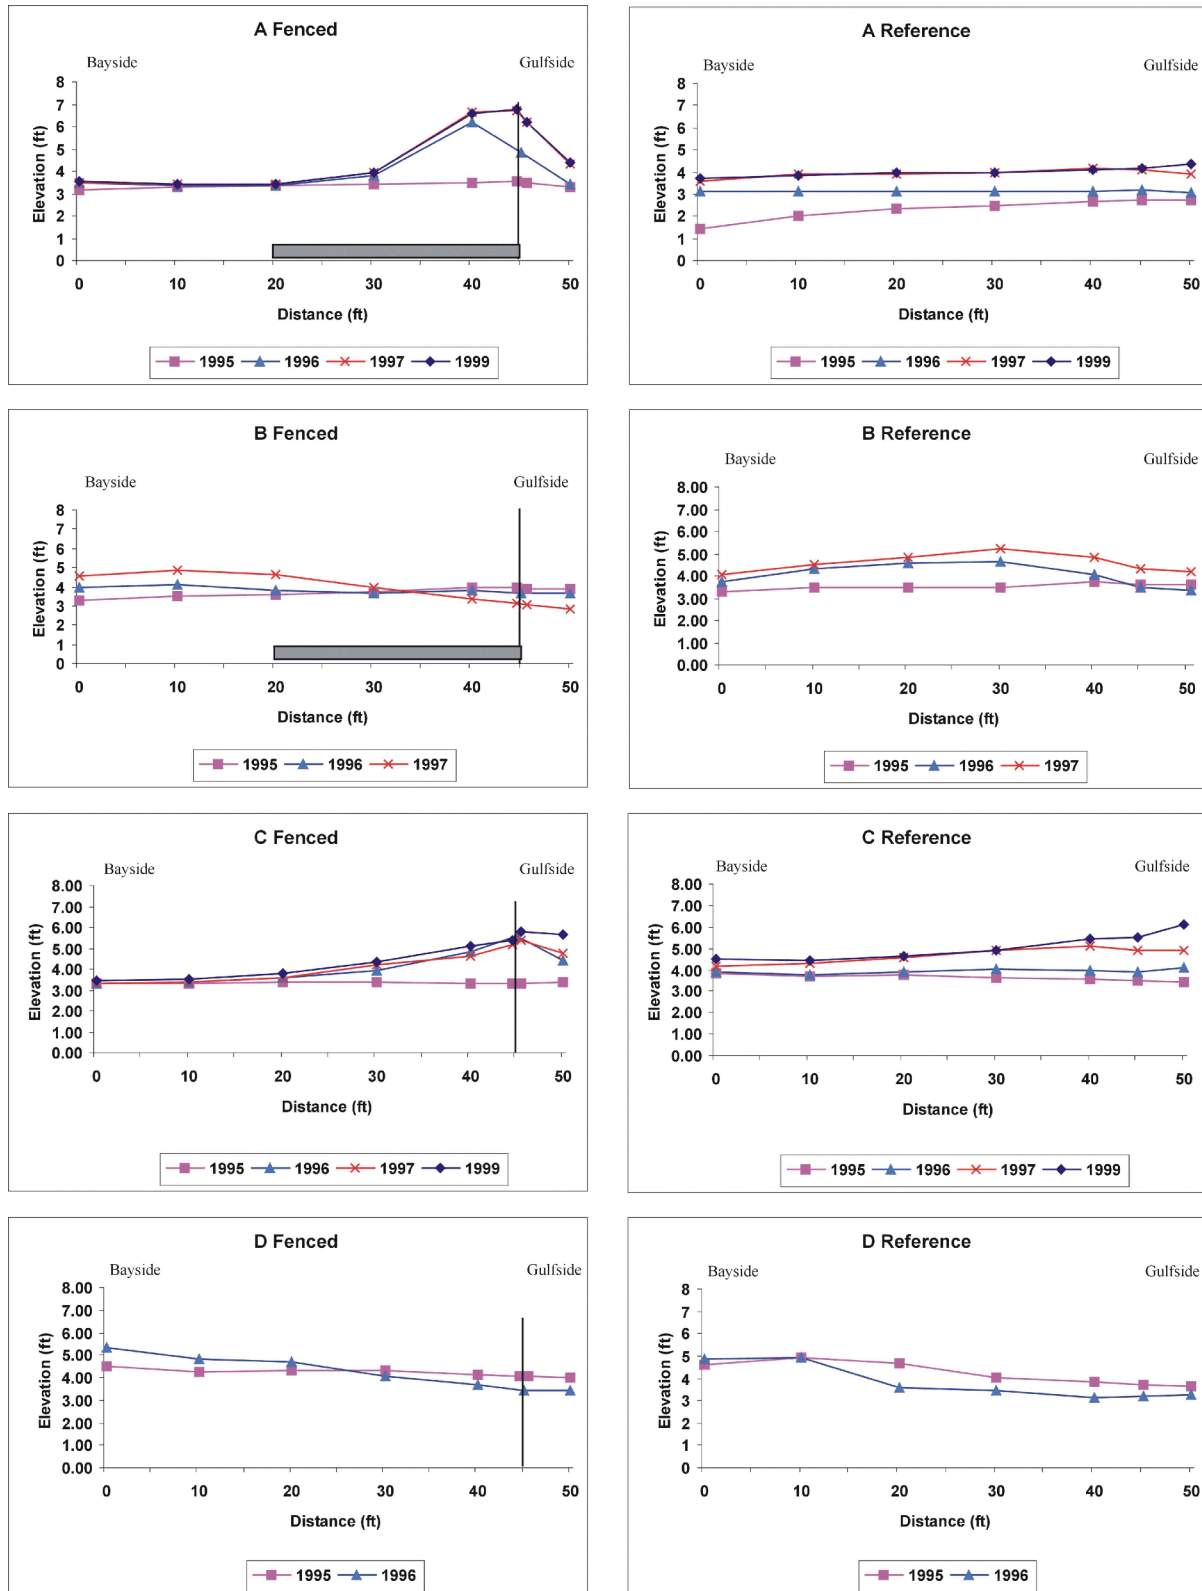 A Fenced
Bayside Gulfside
8
7
6
5
4
3
2
1
0
Elevation (ft)
0 10 20 30 40 50
Distance (ft)
1995 1996 1997 1999
A Reference
Bayside Gulfside
8
7
6
5
4
3
2
1
0
Elevation (ft)
0 10 20 30 40 50
Distance (ft)
1995 1996 1997 1999
B Fenced
Bayside Gulfside
8
7
6
5
4
3
2
1
0
Elevation (ft)
0 10 20 30 40 50
Distance (ft)
1995 1996 1997
B Reference
Bayside Gulfside
8.00
7.00
6.00
5.00
4.00
3.00
2.00
1.00
0.00
Elevation (ft)
0 10 20 30 40 50
Distance (ft)
1995 1996 1997
C Fenced
Bayside Gulfside
8.00
7.00
6.00
5.00
4.00
3.00
2.00
1.00
0.00
Elevation (ft)
0 10 20 30 40 50
Distance (ft)
1995 1996 1997 1999
C Reference
Bayside Gulfside
8.00
7.00
6.00
5.00
4.00
3.00
2.00
1.00
0.00
Elevation (ft)
0 10 20 30 40 50
Distance (ft)
1995 1996 1997 1999
D Fenced
Bayside Gulfside
8.00
7.00
6.00
5.00
4.00
3.00
2.00
1.00
0.00
Elevation (ft)
0 10 20 30 40 50
Distance (ft)
1995 1996
D Reference
Bayside Gulfside
8
7
6
5
4
3
2
1
0
Elevation (ft)
0 10 20 30 40 50
Distance (ft)
1995 1996